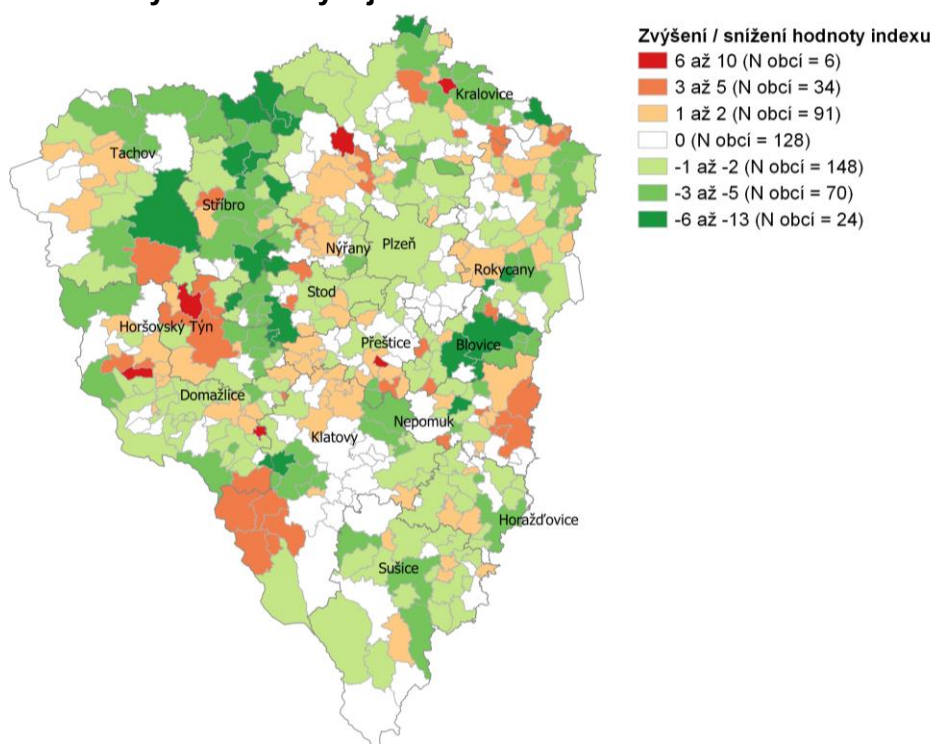 Zvýšení / snížení hodnoty indexu
6 až 10 (N obcí = 6)
3 až 5 (N obcí = 34)
1 až 2 (N obcí = 91)
0 (N obcí = 128)
-1 až -2 (N obcí = 148)
-3 až -5 (N obcí = 70)
-6 až -13 (N obcí = 24)
Kralovice
Tachov
Stříbro
Nýřany
Plzeň
Rokycany
Stod
Horšovský Týn
Přeštice
Blovice
Domažlice
Nepomuk
Klatovy
Horažďovice
Sušice